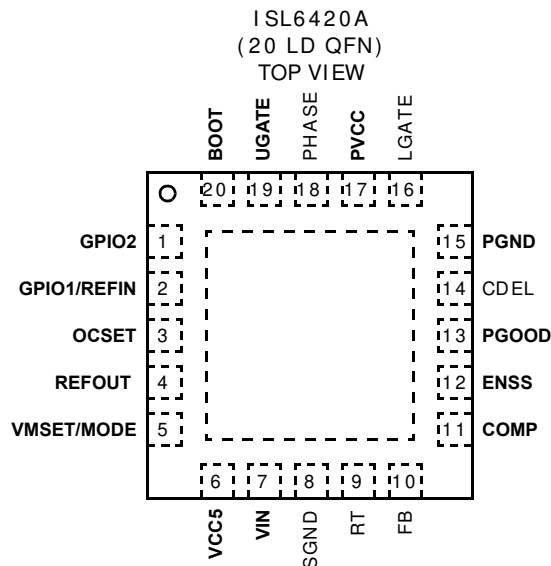 ISL6420A
(20 LD QFN)
TOP VIEW
BOOT UGATE PHASE PVCC LGATE
20 19 18 17 16
GPIO2 1 15 PGND
GPIO1/REFIN 2 14 CDEL
OCSET 3 13 PGOOD
REFOUT 4 12 ENSS
VMSET/MODE 5 11 COMP
6 7 8 9 10
VCC5 VIN SGND RT FB